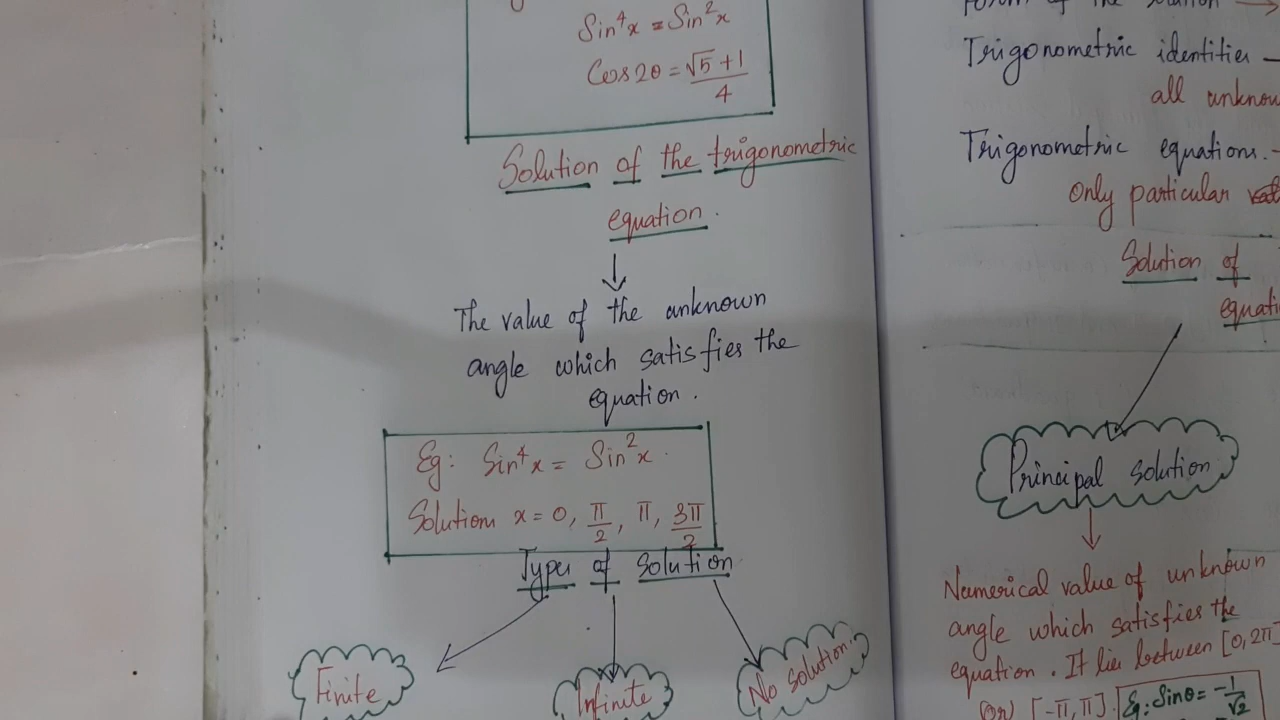 Sin⁴x = Sin²x
Cos2θ = √5 + 1 / 4
Solution of the trigonometric
equation.
↓
The value of the unknown
angle which satisfies the
equation.
Eg: Sin⁴x = Sin²x.
Solution x = 0, π/2, π, 3π/2
Types of Solution
Finite
Infinite
No solution.
Trigonometric identities –
all
Trigonometric equations. –
Only particular
Solution of
Principal solution
↓
Numerical value of unknown
angle which satisfies the
equation. It lie between [0, 2π]
(Or) [-π, π]. Eg: Sinθ = -1/√2